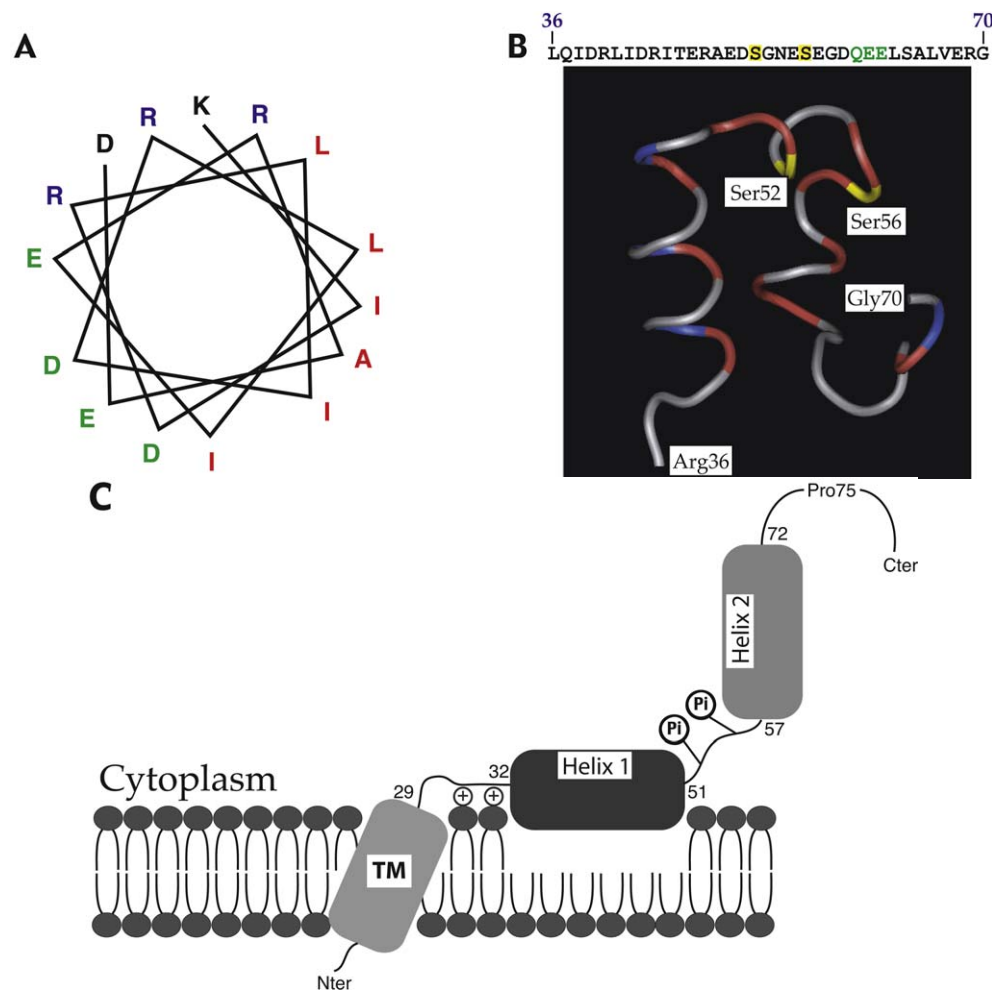 A
K
R
R
D
L
R
L
E
I
D
A
E
I
D
I
B
36
70
LQIDRLIDRITERAEDSGNESEGDQEELSALVERG
Ser52
Ser56
Gly70
Arg36
C
Pro75
72
Cter
Helix 2
Pi
Pi
57
Helix 1
51
32
29
Cytoplasm
+ +
TM
Nter